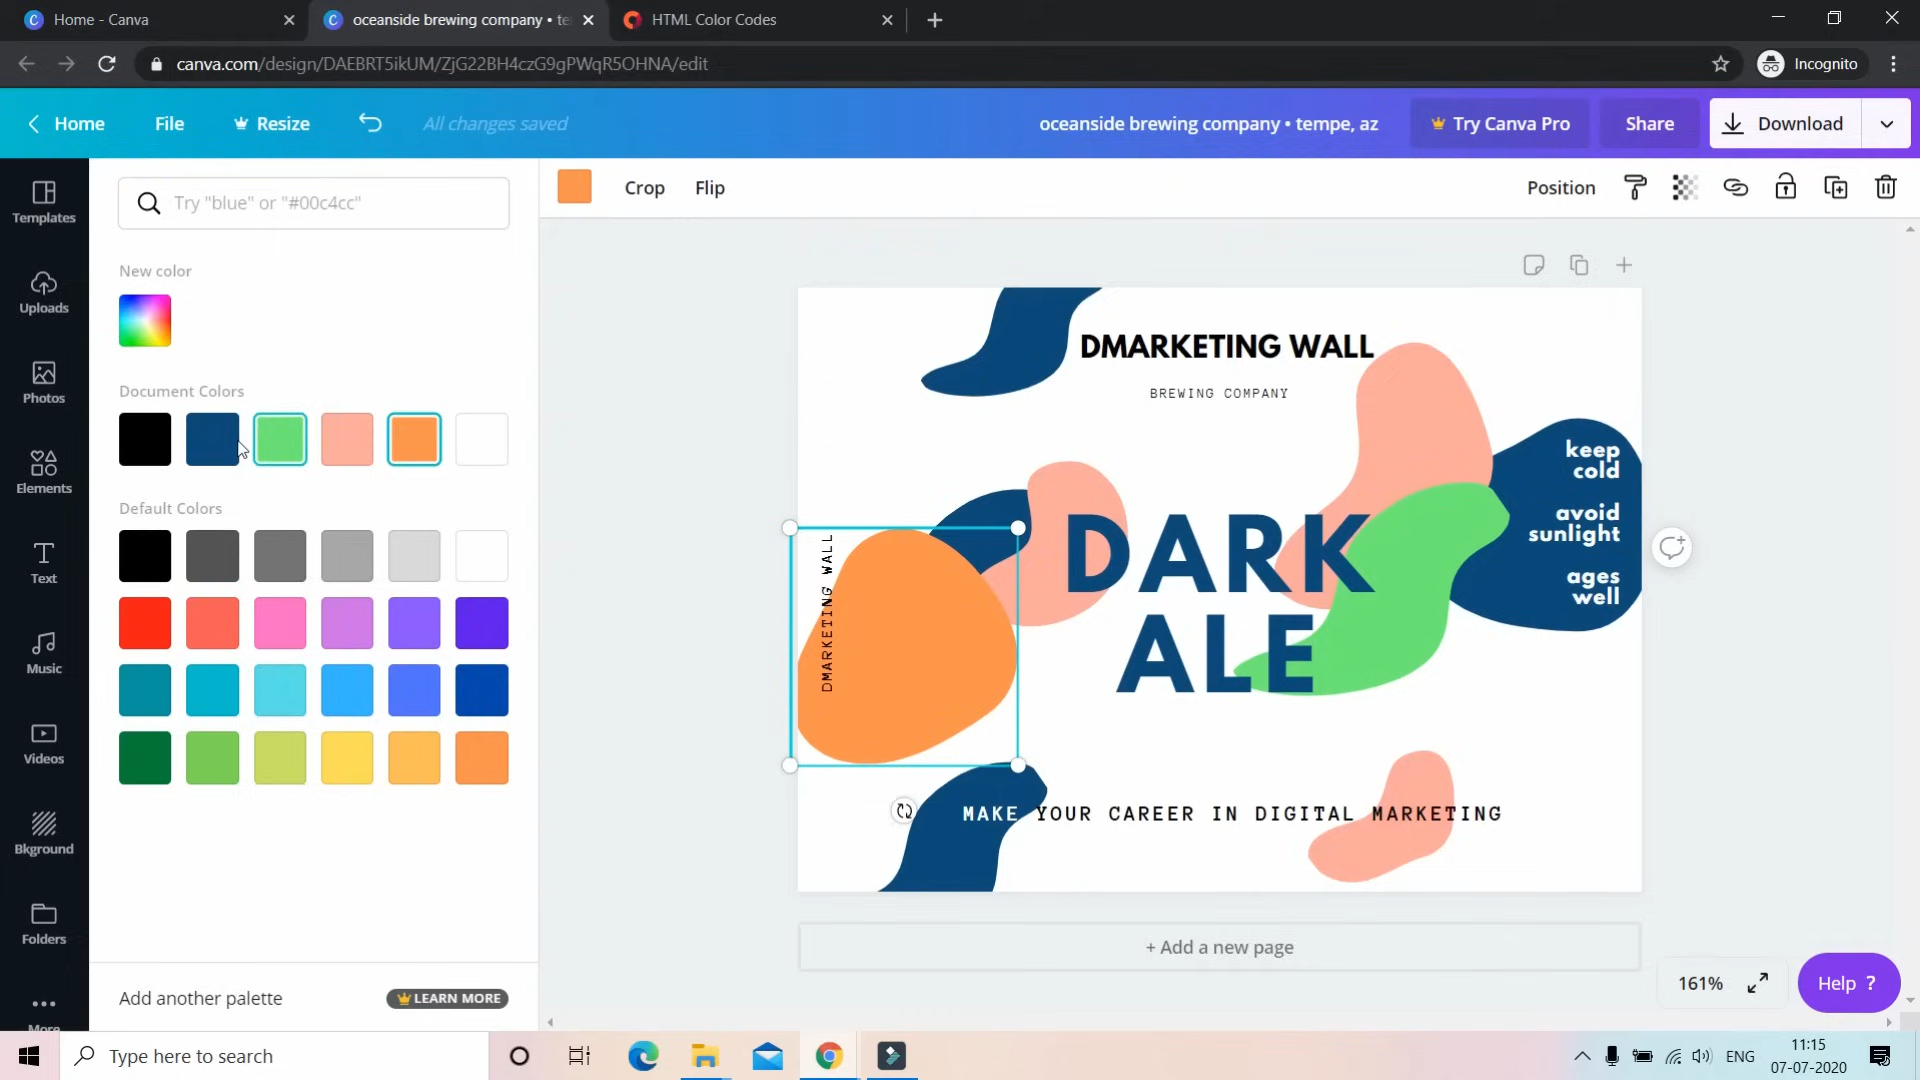 Home - Canva
oceanside brewing company • te
HTML Color Codes
canva.com/design/DAEBRT5ikUM/ZjG22BH4czG9gPWqR5OHNA/edit
Incognito
Home
File
Resize
All changes saved
oceanside brewing company • tempe, az
Try Canva Pro
Share
Download
Templates
Uploads
Photos
Elements
Text
Music
Videos
Bkground
Folders
More
Try "blue" or "#00c4cc"
New color
Document Colors
Default Colors
Add another palette
LEARN MORE
Crop
Flip
Position
DMARKETING WALL
BREWING COMPANY
keep
cold
avoid
sunlight
ages
well
DARK
ALE
DMARKETING WALL
MAKE YOUR CAREER IN DIGITAL MARKETING
+ Add a new page
161%
Help ?
Type here to search
ENG
11:15
07-07-2020